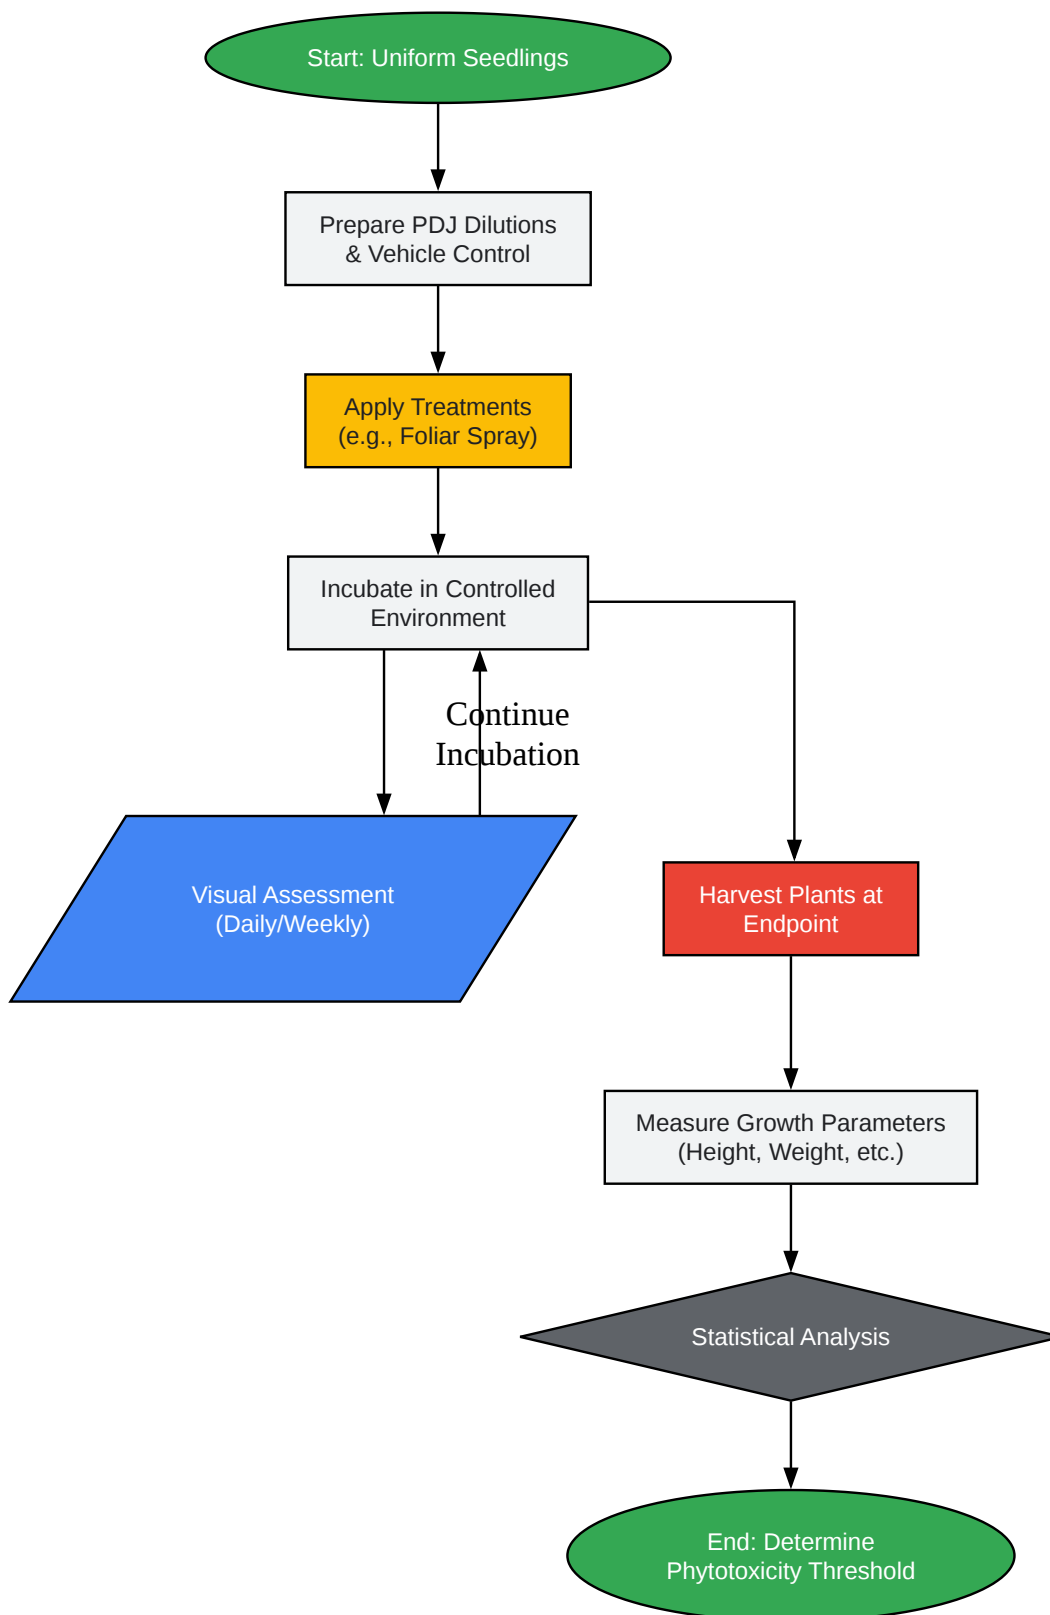 Start: Uniform Seedlings
Prepare PDJ Dilutions
& Vehicle Control
Apply Treatments
(e.g., Foliar Spray)
Incubate in Controlled
Environment
Continue
Incubation
Visual Assessment
(Daily/Weekly)
Harvest Plants at
Endpoint
Measure Growth Parameters
(Height, Weight, etc.)
Statistical Analysis
End: Determine
Phytotoxicity Threshold